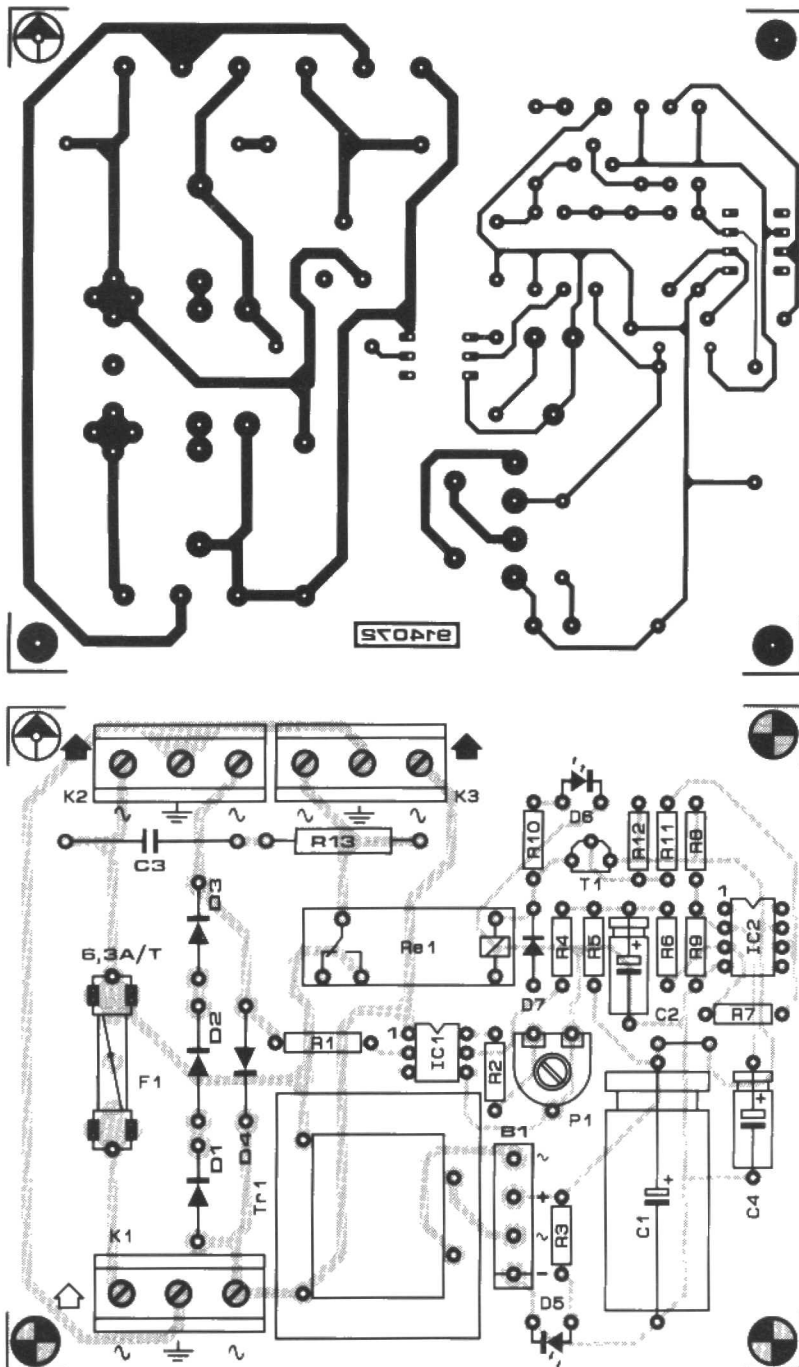 914072
K2
~
~
K3
~
~
C3
R13
D3
R10
D6
R12
R11
R8
T1
6,3A/T
Re1
R4
R5
+
R6
R9
1
IC2
D7
C2
R7
D2
F1
R1
1
IC1
R2
P1
D1
D4
Tr1
B1
~
+
~
-
R3
C1
+
+
C4
K1
D5
~
~